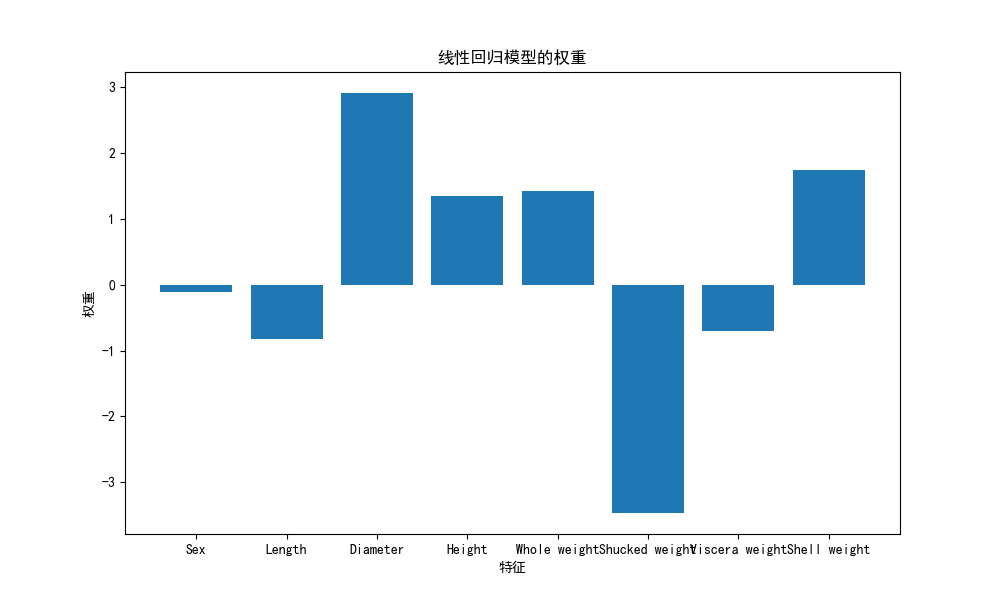 线性回归模型的权重
3
2
1
0
−1
−2
−3
权重
Sex Length Diameter Height Whole weight Shucked weight Viscera weight Shell weight
特征